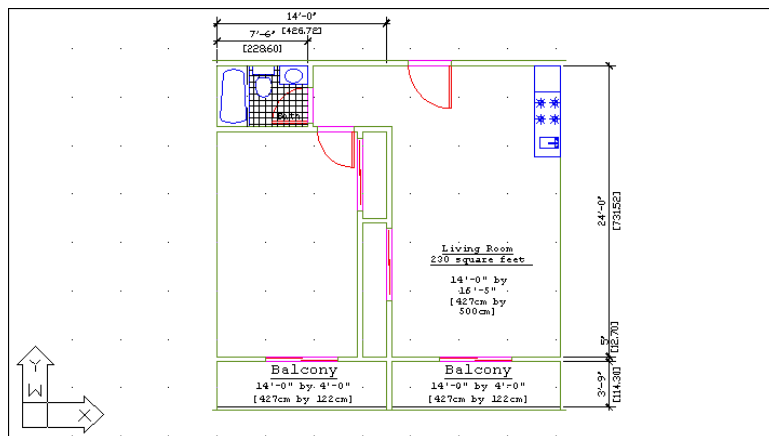 14'-0"
[426.72]
7'-6"
[228.60]
Bath
24'-0"
[731.52]
Living Room
230 square feet
14'-0" by
16'-5"
[427cm by
500cm]
5"
[12.70]
Balcony
14'-0" by 4'-0"
[427cm by 122cm]
Balcony
14'-0" by 4'-0"
[427cm by 122cm]
3'-9"
[114.30]
Y
W
X